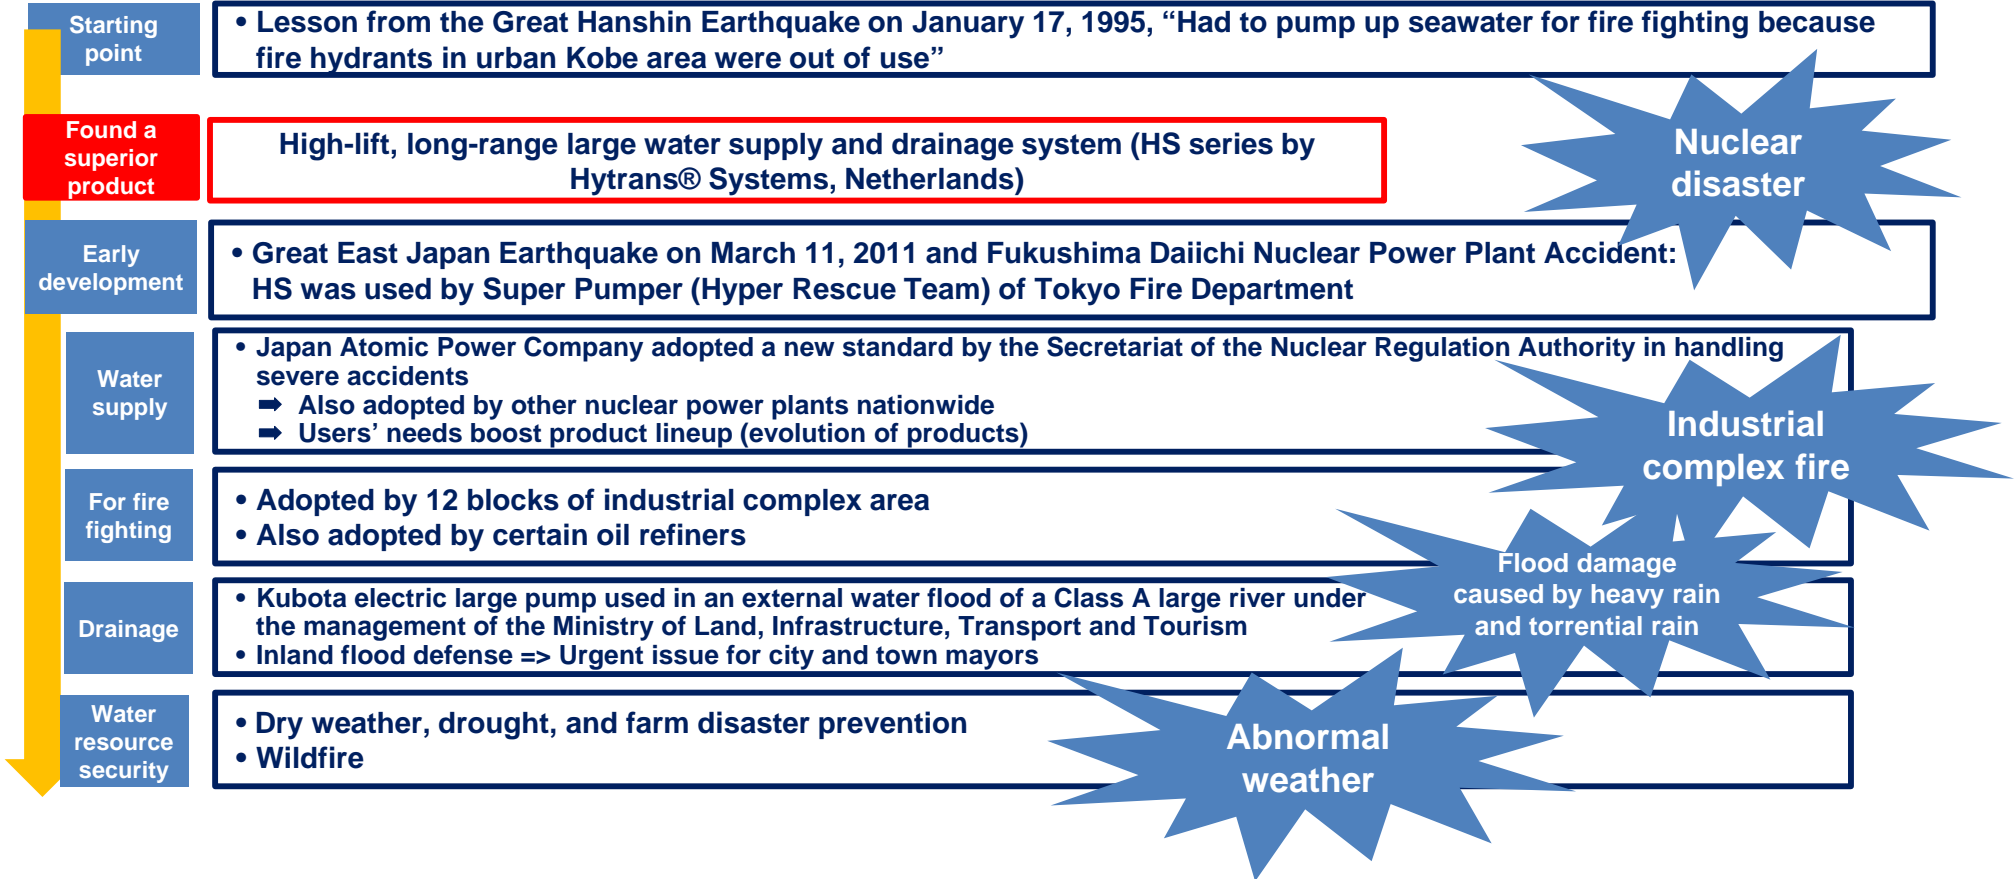 Starting
point
• Lesson from the Great Hanshin Earthquake on January 17, 1995, “Had to pump up seawater for fire fighting because
fire hydrants in urban Kobe area were out of use”
Nuclear
disaster
Found a
superior
product
High-lift, long-range large water supply and drainage system (HS series by
Hytrans® Systems, Netherlands)
Early
development
• Great East Japan Earthquake on March 11, 2011 and Fukushima Daiichi Nuclear Power Plant Accident:
HS was used by Super Pumper (Hyper Rescue Team) of Tokyo Fire Department
Water
supply
• Japan Atomic Power Company adopted a new standard by the Secretariat of the Nuclear Regulation Authority in handling
severe accidents
➡ Also adopted by other nuclear power plants nationwide
➡ Users’ needs boost product lineup (evolution of products)
Industrial
complex fire
For fire
fighting
• Adopted by 12 blocks of industrial complex area
• Also adopted by certain oil refiners
Flood damage
caused by heavy rain
and torrential rain
Drainage
• Kubota electric large pump used in an external water flood of a Class A large river under
the management of the Ministry of Land, Infrastructure, Transport and Tourism
• Inland flood defense => Urgent issue for city and town mayors
Water
resource
security
• Dry weather, drought, and farm disaster prevention
• Wildfire
Abnormal
weather